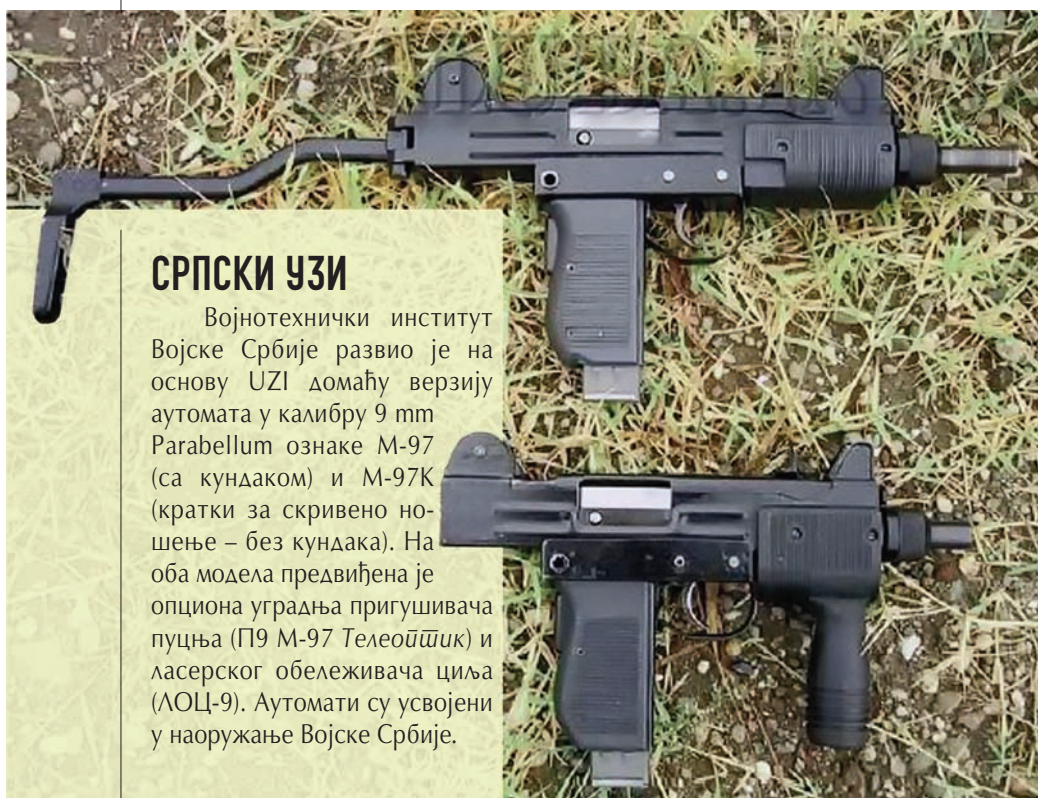 СРПСКИ УЗИ
Војнотехнички институт
Војске Србије развио је на
основу UZI домаћу верзију
аутомата у калибру 9 mm
Parabellum ознаке М-97
(са кундаком) и М-97К
(кратки за скривено но-
шење – без кундака). На
оба модела предвиђена је
опциона уградња пригушивача
пуцња (П9 М-97 Телеоптик) и
ласерског обележивача циља
(ЛОЦ-9). Аутомати су усвојени
у наоружање Војске Србије.